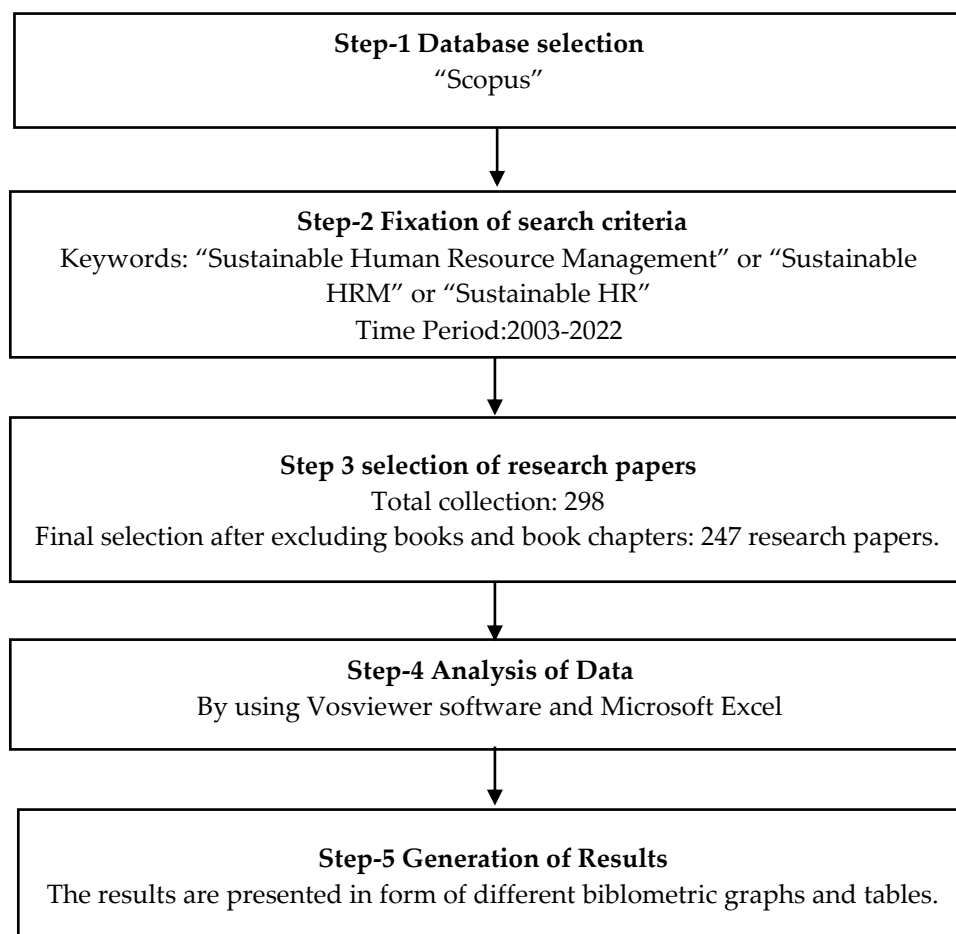 Step-1 Database selection
“Scopus”
Step-2 Fixation of search criteria
Keywords: “Sustainable Human Resource Management” or “Sustainable
HRM” or “Sustainable HR”
Time Period:2003-2022
Step 3 selection of research papers
Total collection: 298
Final selection after excluding books and book chapters: 247 research papers.
Step-4 Analysis of Data
By using Vosviewer software and Microsoft Excel
Step-5 Generation of Results
The results are presented in form of different biblometric graphs and tables.